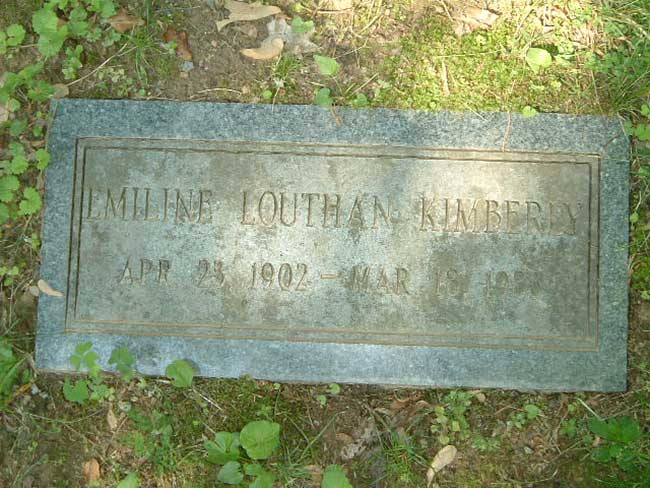 EMILINE LOUTHAN KIMBERLY
APR 23, 1902 — MAR 18,